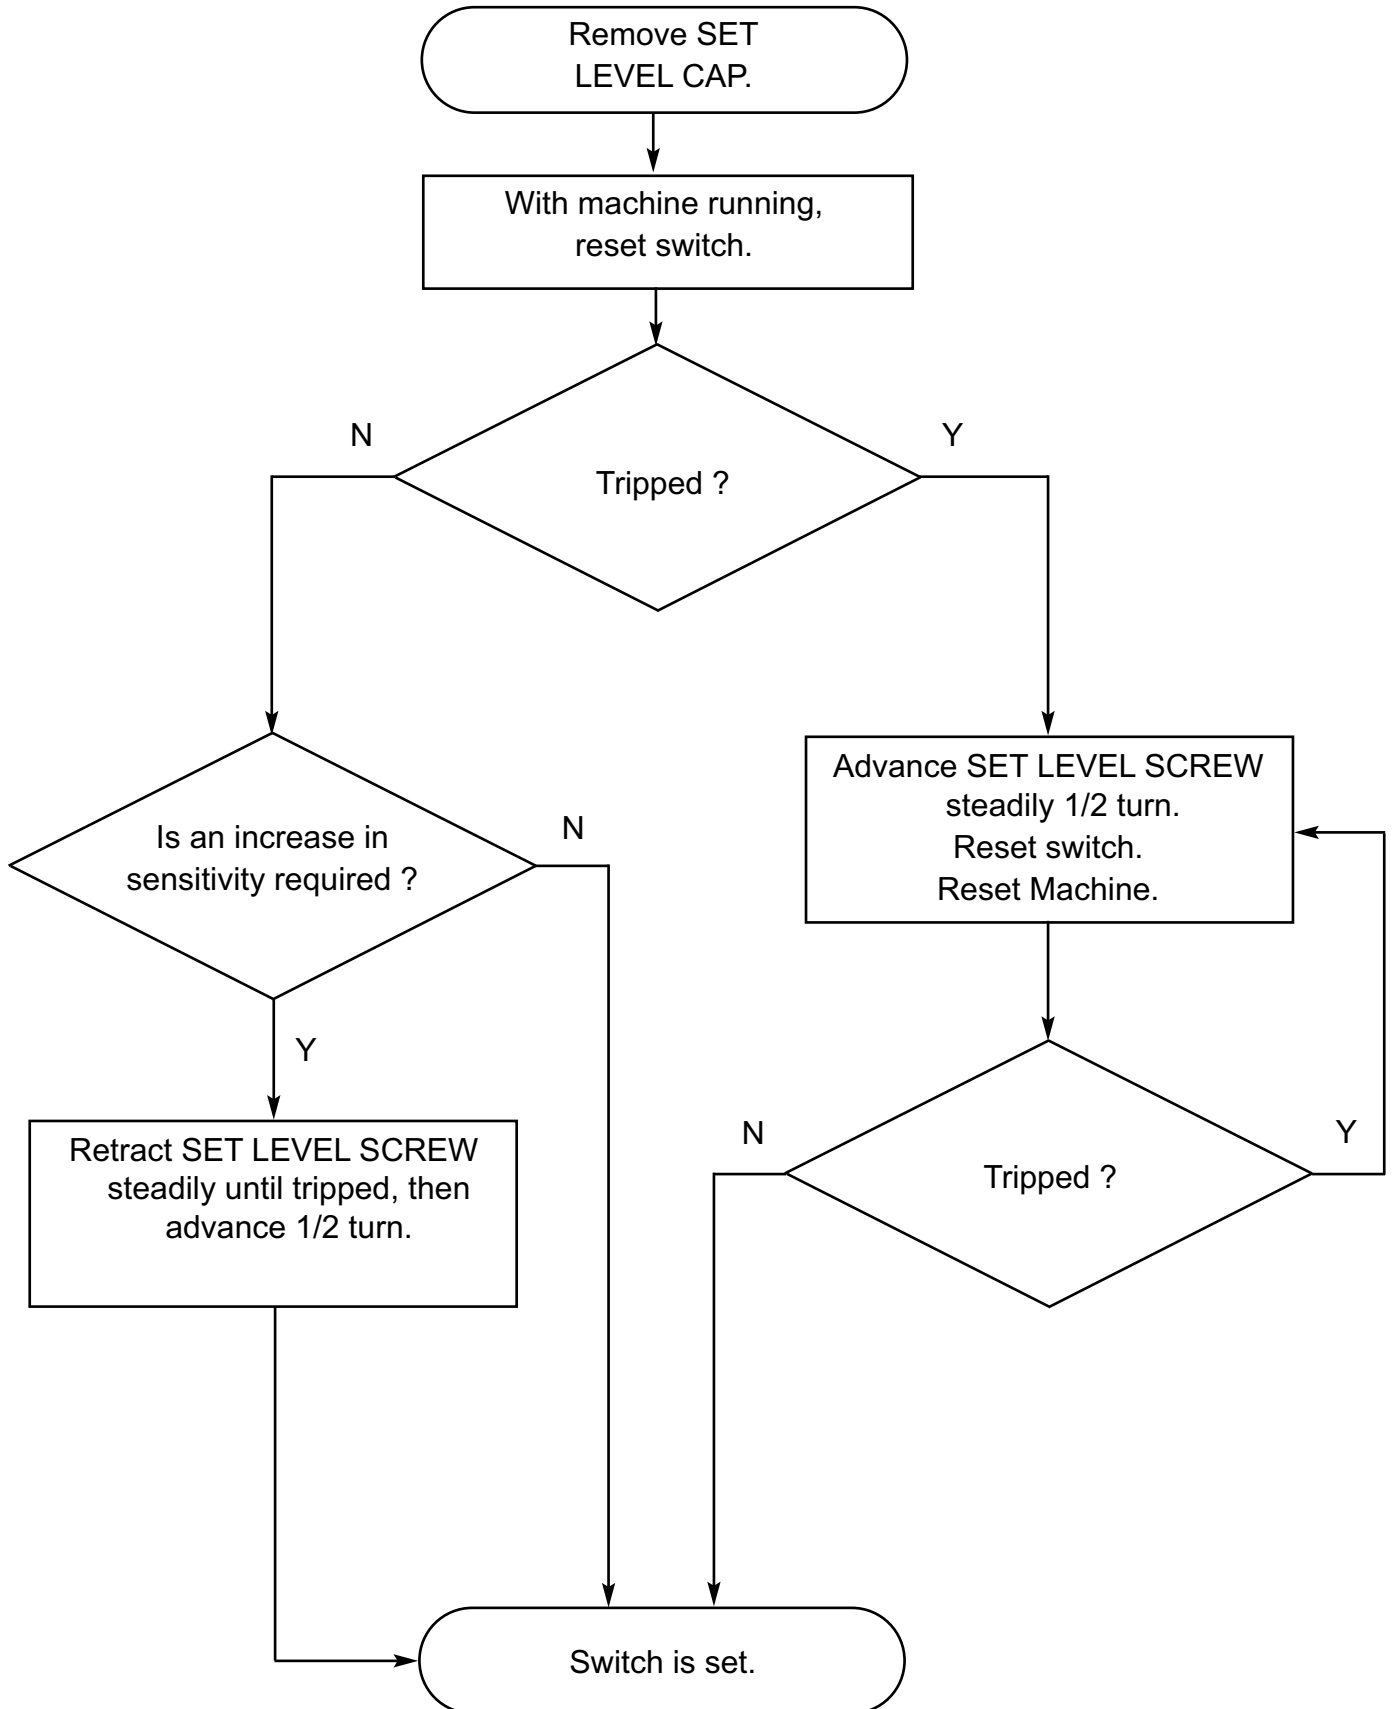 Remove SET
LEVEL CAP.
With machine running,
reset switch.
N
Y
Tripped ?
Is an increase in
sensitivity required ?
N
Y
Advance SET LEVEL SCREW
steadily 1/2 turn.
Reset switch.
Reset Machine.
Retract SET LEVEL SCREW
steadily until tripped, then
advance 1/2 turn.
N
Y
Tripped ?
Switch is set.